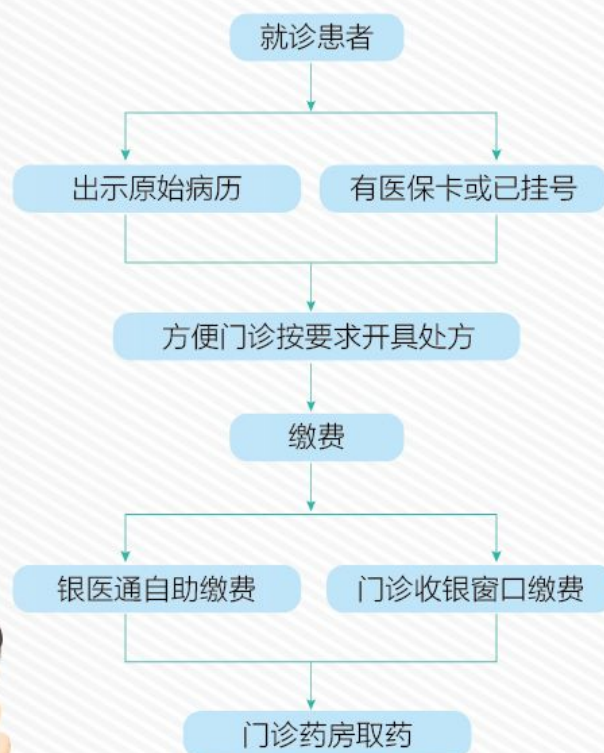 就诊患者
出示原始病历
有医保卡或已挂号
方便门诊按要求开具处方
缴费
银医通自助缴费
门诊收银窗口缴费
门诊药房取药